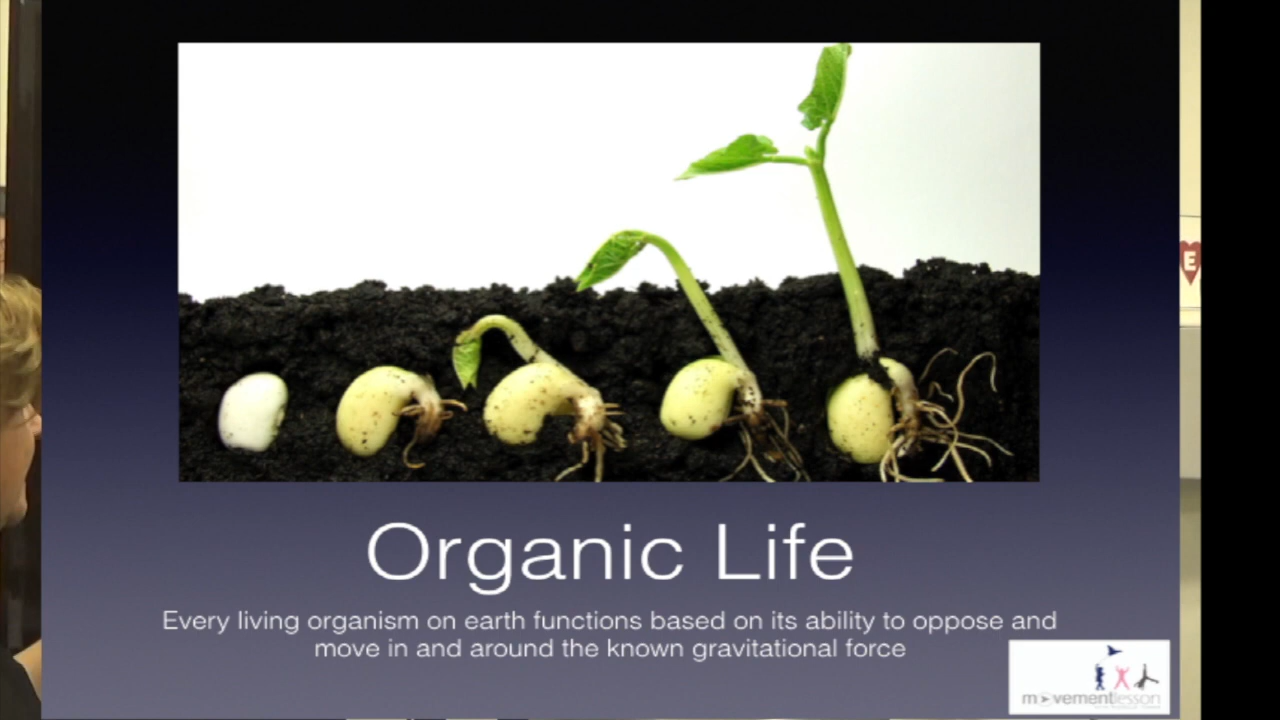 E
Organic Life
Every living organism on earth functions based on its ability to oppose and
move in and around the known gravitational force
movementlesson